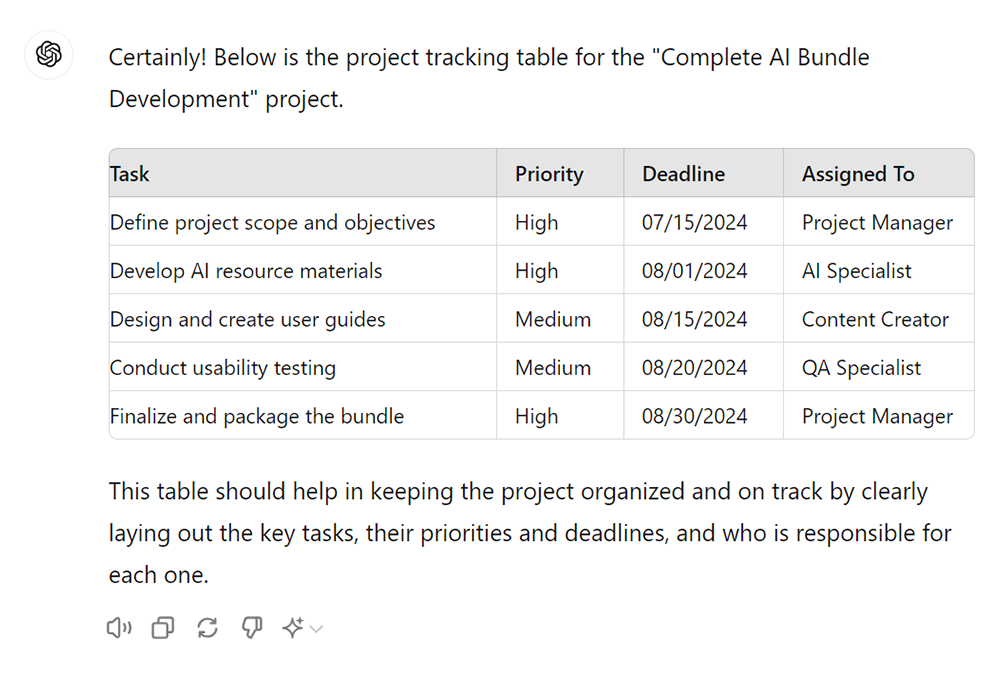 Certainly! Below is the project tracking table for the "Complete AI Bundle
Development" project.
Task Priority Deadline Assigned To
Define project scope and objectives High 07/15/2024 Project Manager
Develop AI resource materials High 08/01/2024 AI Specialist
Design and create user guides Medium 08/15/2024 Content Creator
Conduct usability testing Medium 08/20/2024 QA Specialist
Finalize and package the bundle High 08/30/2024 Project Manager
This table should help in keeping the project organized and on track by clearly
laying out the key tasks, their priorities and deadlines, and who is responsible for
each one.